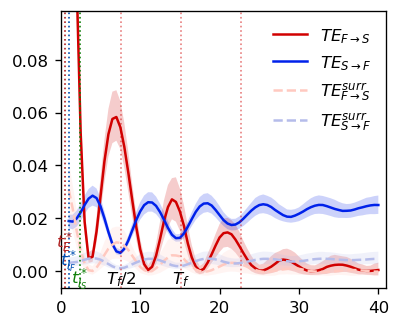 0.08
0.06
0.04
0.02
0.00
0
10
20
30
40
TE_{F→S}
TE_{S→F}
TE^{surr}_{F→S}
TE^{surr}_{S→F}
T_f/2
T_f
t^*_{I_S}